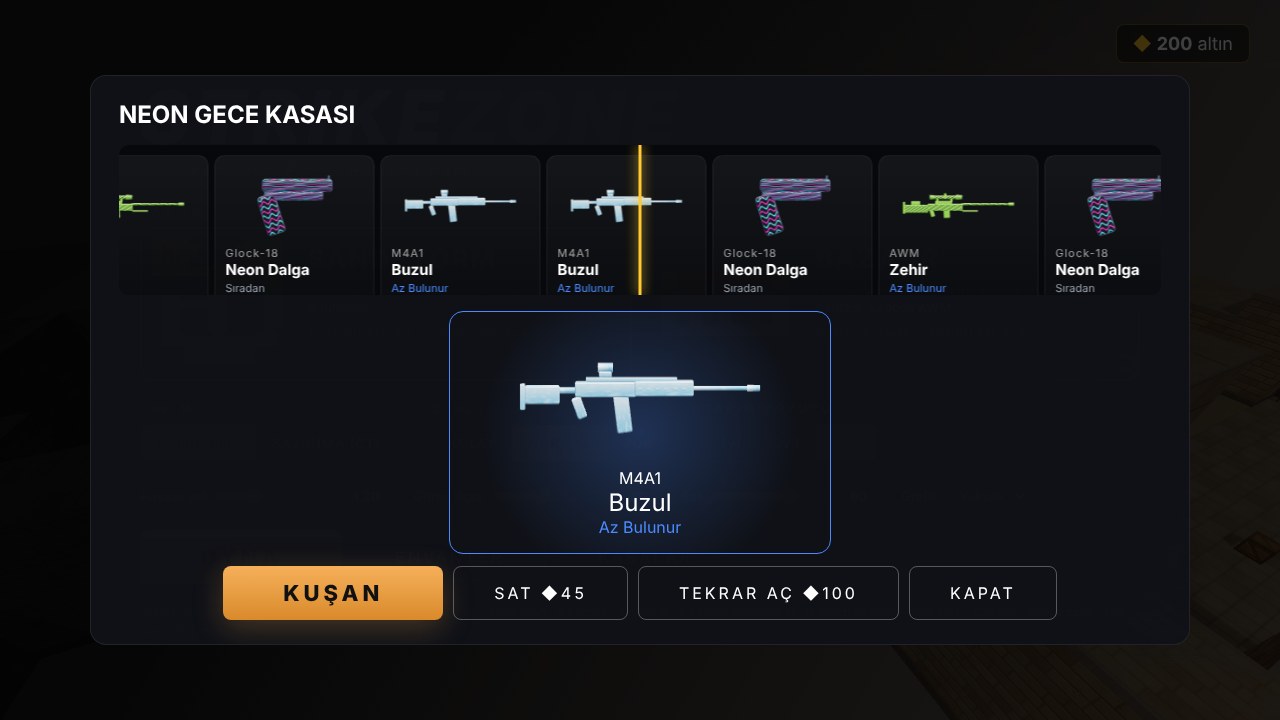 200 altın
NEON GECE KASASI
Glock-18
Neon Dalga
Sıradan
M4A1
Buzul
Az Bulunur
M4A1
Buzul
Az Bulunur
Glock-18
Neon Dalga
Sıradan
AWM
Zehir
Az Bulunur
Glock-18
Neon Dalga
Sıradan
M4A1
Buzul
Az Bulunur
KUŞAN
SAT ◆45
TEKRAR AÇ ◆100
KAPAT